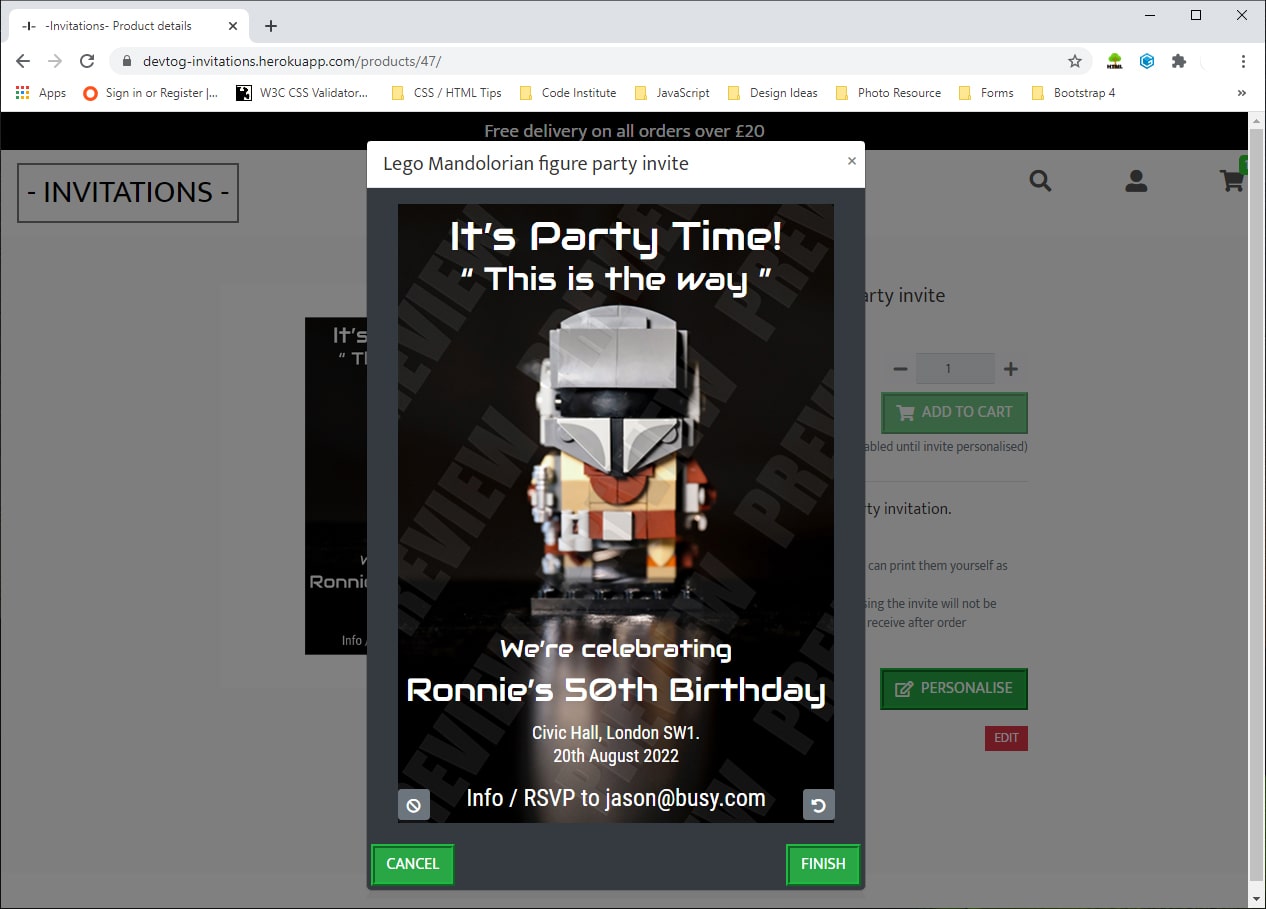 -I- -Invitations- Product details
devtog-invitations.herokuapp.com/products/47/
Apps Sign in or Register |... W3C CSS Validator... CSS / HTML Tips Code Institute JavaScript Design Ideas Photo Resource Forms Bootstrap 4 »
Free delivery on all orders over £20
Lego Mandolorian figure party invite ×
- INVITATIONS -
It's Party Time!
“ This is the way ”
PREVIEW PREVIEW PREVIEW
PREVIEW PREVIEW
We're celebrating
Ronnie's 50th Birthday
Civic Hall, London SW1.
20th August 2022
Info / RSVP to jason@busy.com
CANCEL FINISH
It's
“ Th
Ronni
Info /
arty invite
1
ADD TO CART
abled until invite personalised)
rty invitation.
can print them yourself as
sing the invite will not be
receive after order
PERSONALISE
EDIT